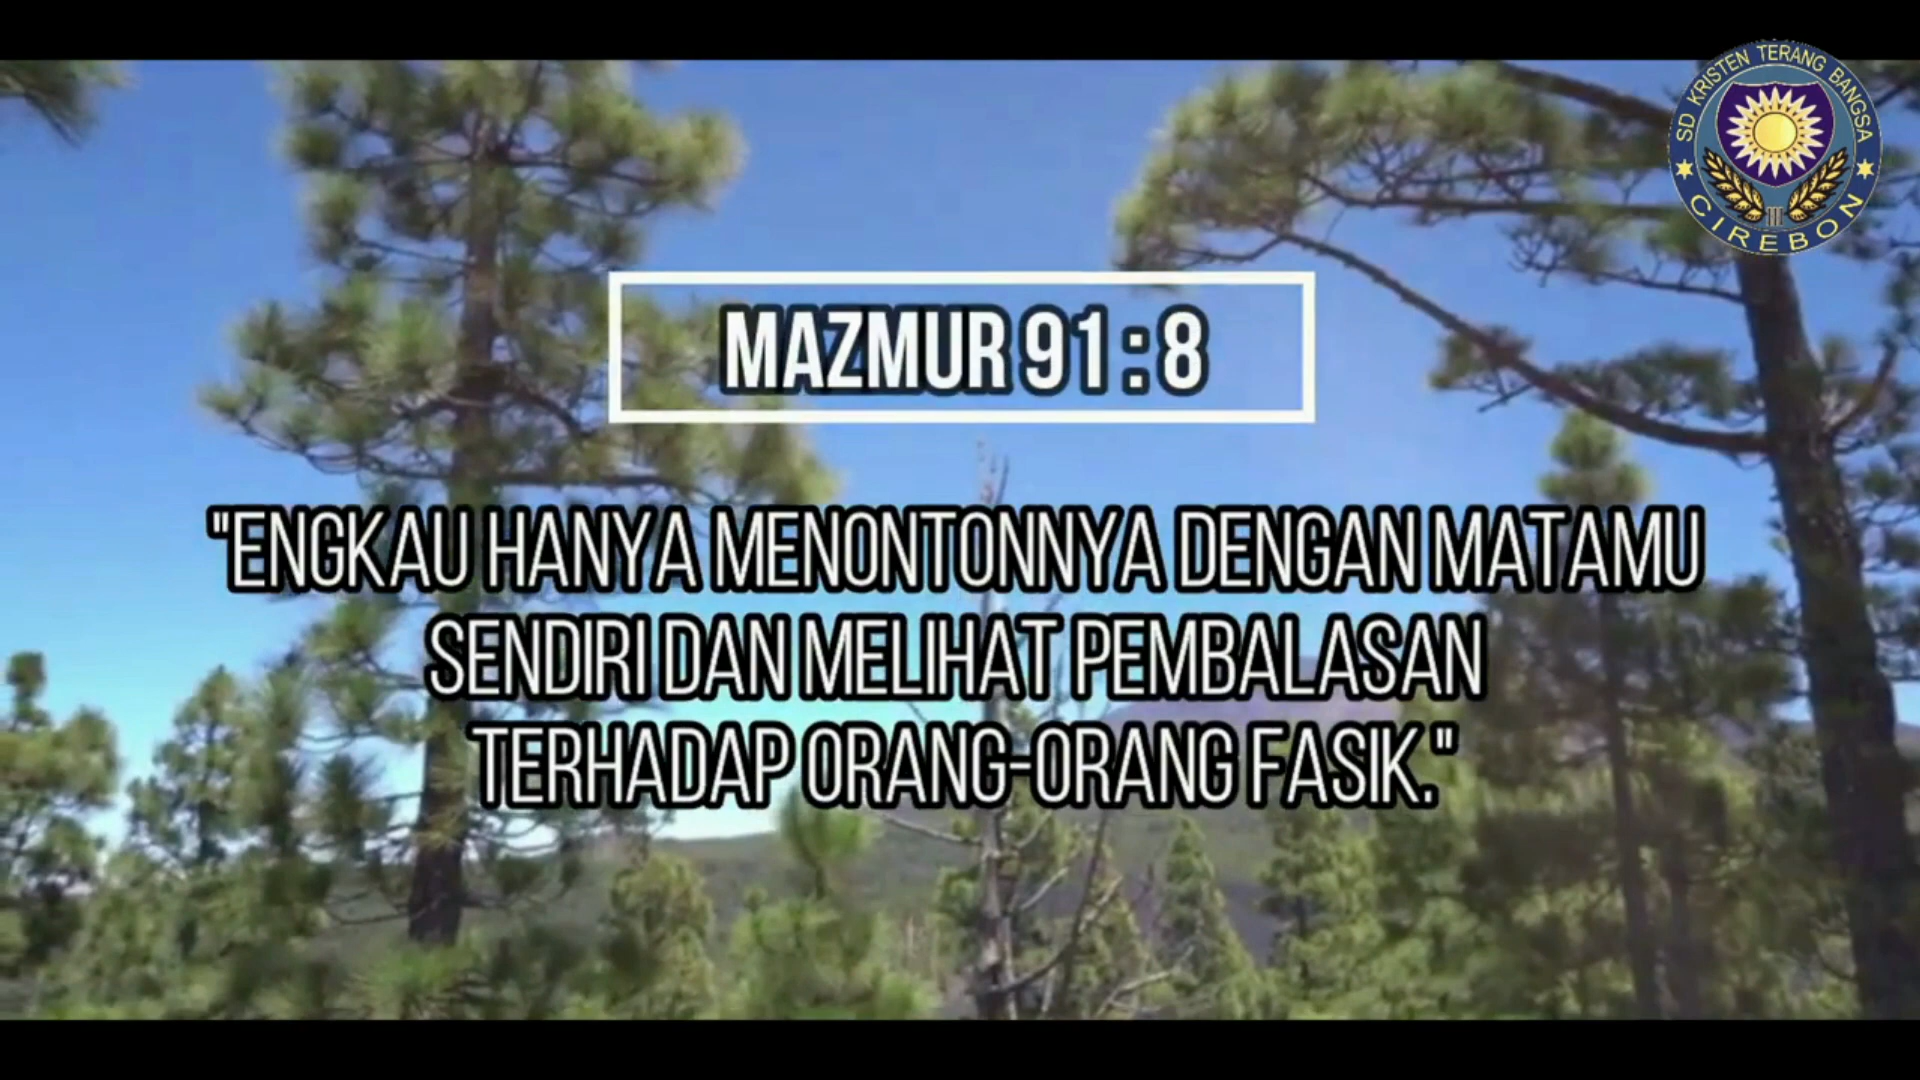 SD KRISTEN TERANG BANGSA
CIREBON
MAZMUR 91 : 8
"ENGKAU HANYA MENONTONNYA DENGAN MATAMU
SENDIRI DAN MELIHAT PEMBALASAN
TERHADAP ORANG-ORANG FASIK."